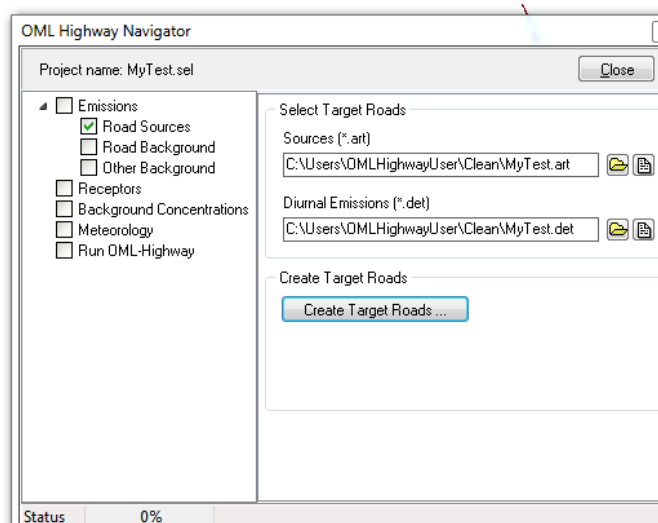 OML Highway Navigator
Project name: MyTest.sel
Close
Emissions
Road Sources
Road Background
Other Background
Receptors
Background Concentrations
Meteorology
Run OML-Highway
Select Target Roads
Sources (*.art)
C:\Users\OMLHighwayUser\Clean\MyTest.art
Diurnal Emissions (*.det)
C:\Users\OMLHighwayUser\Clean\MyTest.det
Create Target Roads
Create Target Roads ...
Status 0%